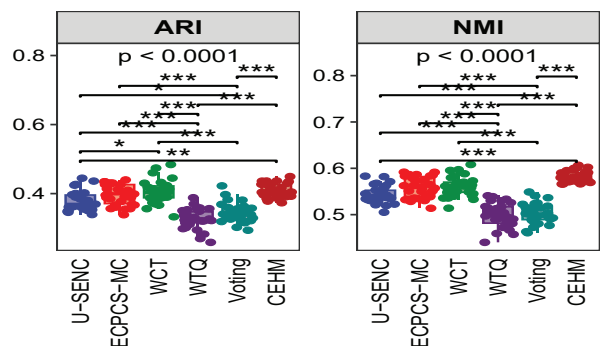 ARI
NMI
p < 0.0001
p < 0.0001
***
***
*
***
***
***
***
***
*
**
***
***
***
***
***
***
***
***
***
0.8
0.6
0.4
0.8
0.7
0.6
0.5
U-SENC
ECPCS-MC
WCT
WTQ
Voting
CEHM
U-SENC
ECPCS-MC
WCT
WTQ
Voting
CEHM